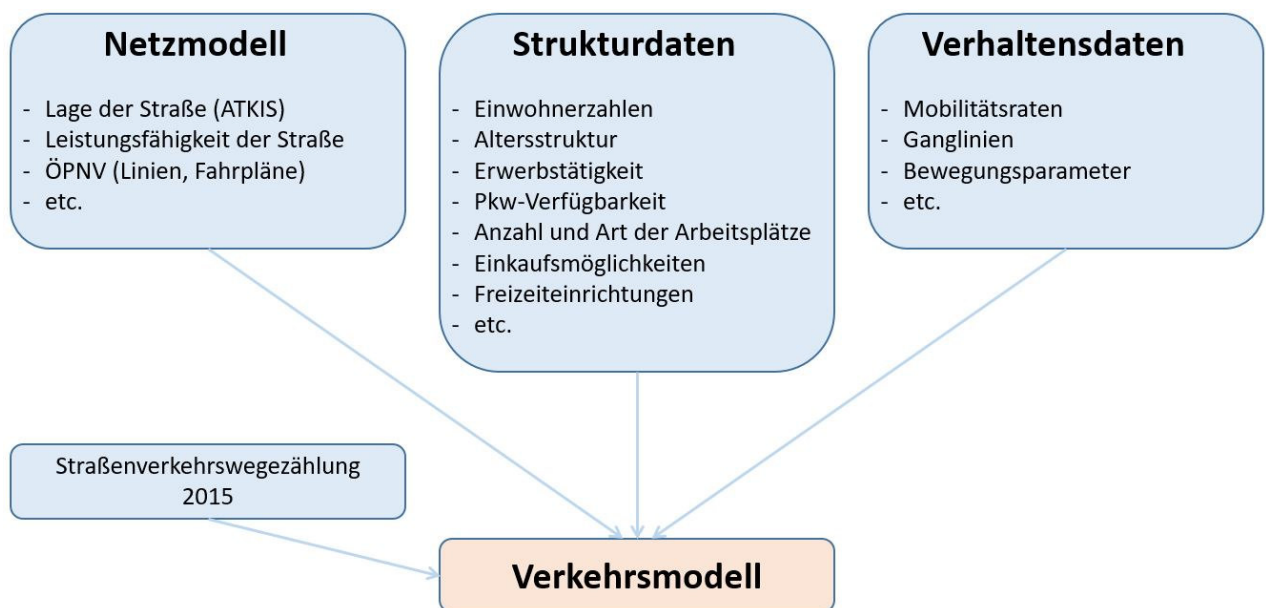 Netzmodell
- Lage der Straße (ATKIS)
- Leistungsfähigkeit der Straße
- ÖPNV (Linien, Fahrpläne)
- etc.
Strukturdaten
- Einwohnerzahlen
- Altersstruktur
- Erwerbstätigkeit
- Pkw-Verfügbarkeit
- Anzahl und Art der Arbeitsplätze
- Einkaufsmöglichkeiten
- Freizeiteinrichtungen
- etc.
Verhaltensdaten
- Mobilitätsraten
- Ganglinien
- Bewegungsparameter
- etc.
Straßenverkehrswegezählung
2015
Verkehrsmodell